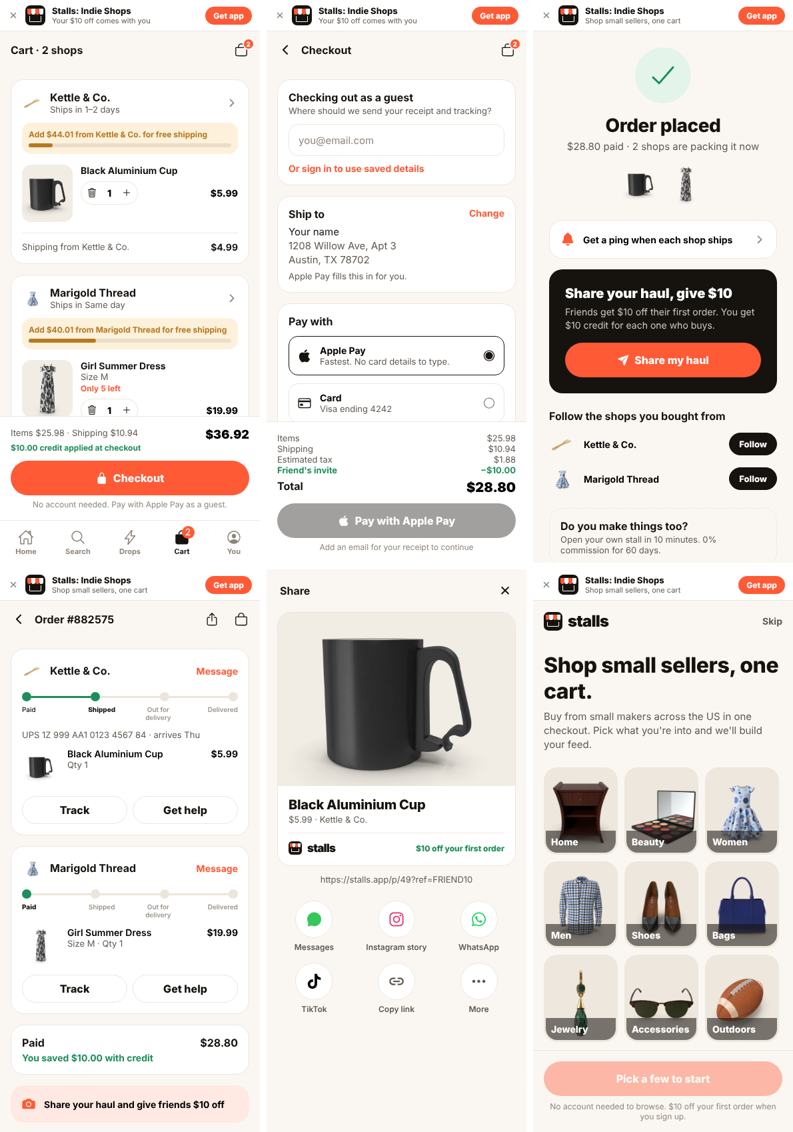 Stalls: Indie Shops
Your $10 off comes with you
Get app
Cart · 2 shops
2
Kettle & Co.
Ships in 1–2 days
Add $44.01 from Kettle & Co. for free shipping
Black Aluminium Cup
1
$5.99
Shipping from Kettle & Co.
$4.99
Marigold Thread
Ships in Same day
Add $40.01 from Marigold Thread for free shipping
Girl Summer Dress
Size M
Only 5 left
1
$19.99
Items $25.98 · Shipping $10.94
$36.92
$10.00 credit applied at checkout
Checkout
No account needed. Pay with Apple Pay as a guest.
Home
Search
Drops
2
Cart
You
Stalls: Indie Shops
Your $10 off comes with you
Get app
Checkout
2
Checking out as a guest
Where should we send your receipt and tracking?
you@email.com
Or sign in to use saved details
Ship to
Change
Your name
1208 Willow Ave, Apt 3
Austin, TX 78702
Apple Pay fills this in for you.
Pay with
Apple Pay
Fastest. No card details to type.
Card
Visa ending 4242
Items
$25.98
Shipping
$10.94
Estimated tax
$1.88
Friend's invite
−$10.00
Total
$28.80
Pay with Apple Pay
Add an email for your receipt to continue
Stalls: Indie Shops
Shop small sellers, one cart
Get app
Order placed
$28.80 paid · 2 shops are packing it now
Get a ping when each shop ships
Share your haul, give $10
Friends get $10 off their first order. You get
$10 credit for each one who buys.
Share my haul
Follow the shops you bought from
Kettle & Co.
Follow
Marigold Thread
Follow
Do you make things too?
Open your own stall in 10 minutes. 0%
commission for 60 days.
Stalls: Indie Shops
Shop small sellers, one cart
Get app
Order #882575
Kettle & Co.
Message
Paid
Shipped
Out for
delivery
Delivered
UPS 1Z 999 AA1 0123 4567 84 · arrives Thu
Black Aluminium Cup
$5.99
Qty 1
Track
Get help
Marigold Thread
Message
Paid
Shipped
Out for
delivery
Delivered
Girl Summer Dress
$19.99
Size M · Qty 1
Track
Get help
Paid
$28.80
You saved $10.00 with credit
Share your haul and give friends $10 off
Share
Black Aluminium Cup
$5.99 · Kettle & Co.
stalls
$10 off your first order
https://stalls.app/p/49?ref=FRIEND10
Messages
Instagram story
WhatsApp
TikTok
Copy link
More
Stalls: Indie Shops
Shop small sellers, one cart
Get app
stalls
Skip
Shop small sellers, one
cart.
Buy from small makers across the US in one
checkout. Pick what you're into and we'll build
your feed.
Home
Beauty
Women
Men
Shoes
Bags
Jewelry
Accessories
Outdoors
Pick a few to start
No account needed to browse. $10 off your first order when
you sign up.